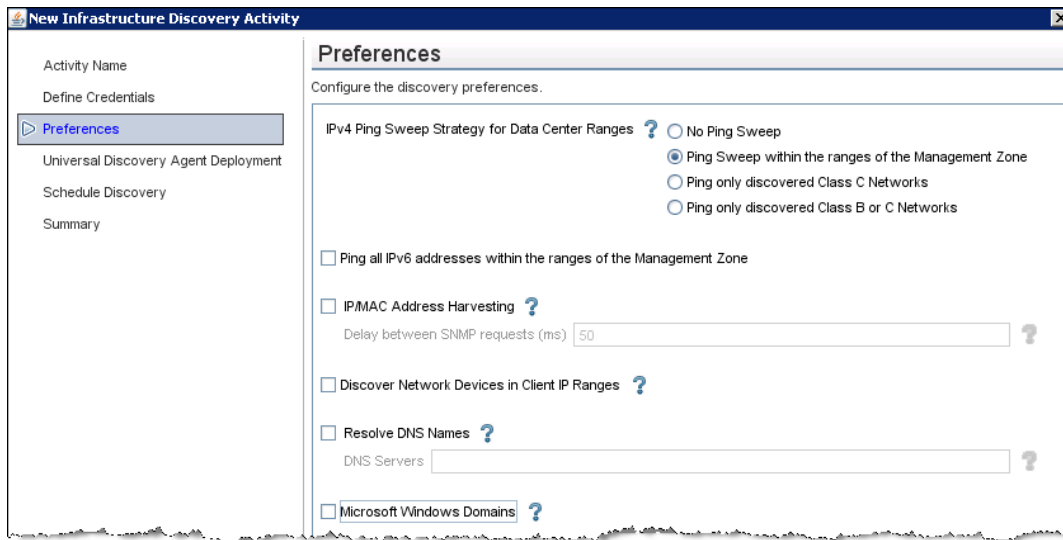 New Infrastructure Discovery Activity
Activity Name
Define Credentials
Preferences
Universal Discovery Agent Deployment
Schedule Discovery
Summary
Preferences
Configure the discovery preferences.
IPv4 Ping Sweep Strategy for Data Center Ranges ? No Ping Sweep
Ping Sweep within the ranges of the Management Zone
Ping only discovered Class C Networks
Ping only discovered Class B or C Networks
Ping all IPv6 addresses within the ranges of the Management Zone
IP/MAC Address Harvesting ?
Delay between SNMP requests (ms) 50 ?
Discover Network Devices in Client IP Ranges ?
Resolve DNS Names ?
DNS Servers ?
Microsoft Windows Domains ?